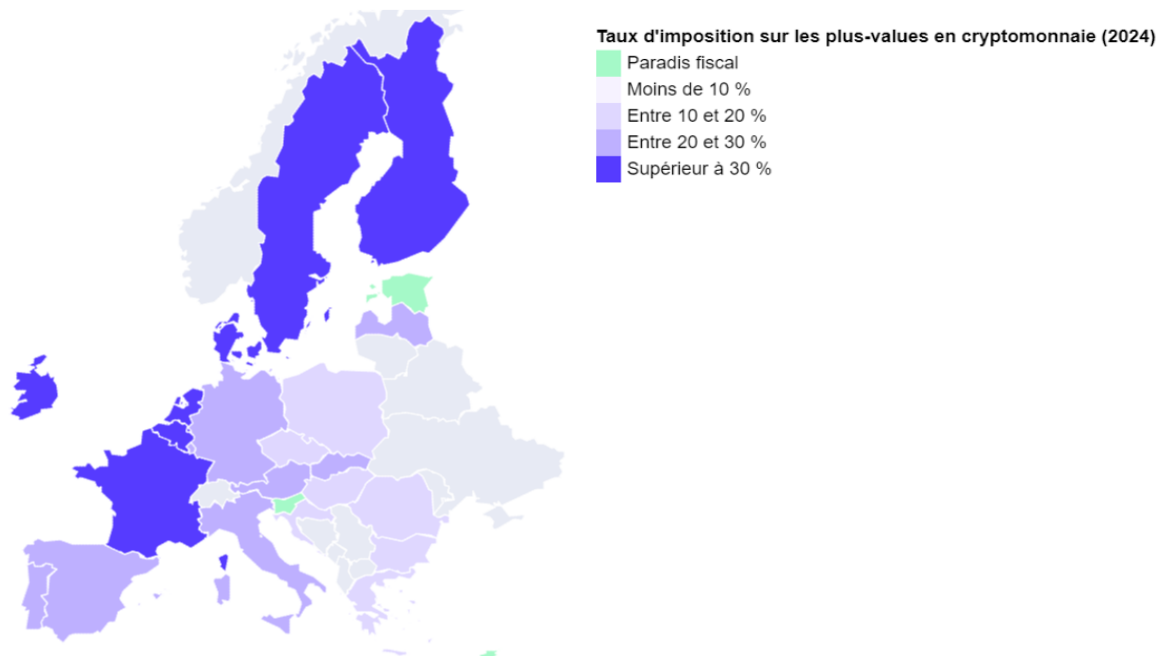 Taux d'imposition sur les plus-values en cryptomonnaie (2024)
Paradis fiscal
Moins de 10 %
Entre 10 et 20 %
Entre 20 et 30 %
Supérieur à 30 %